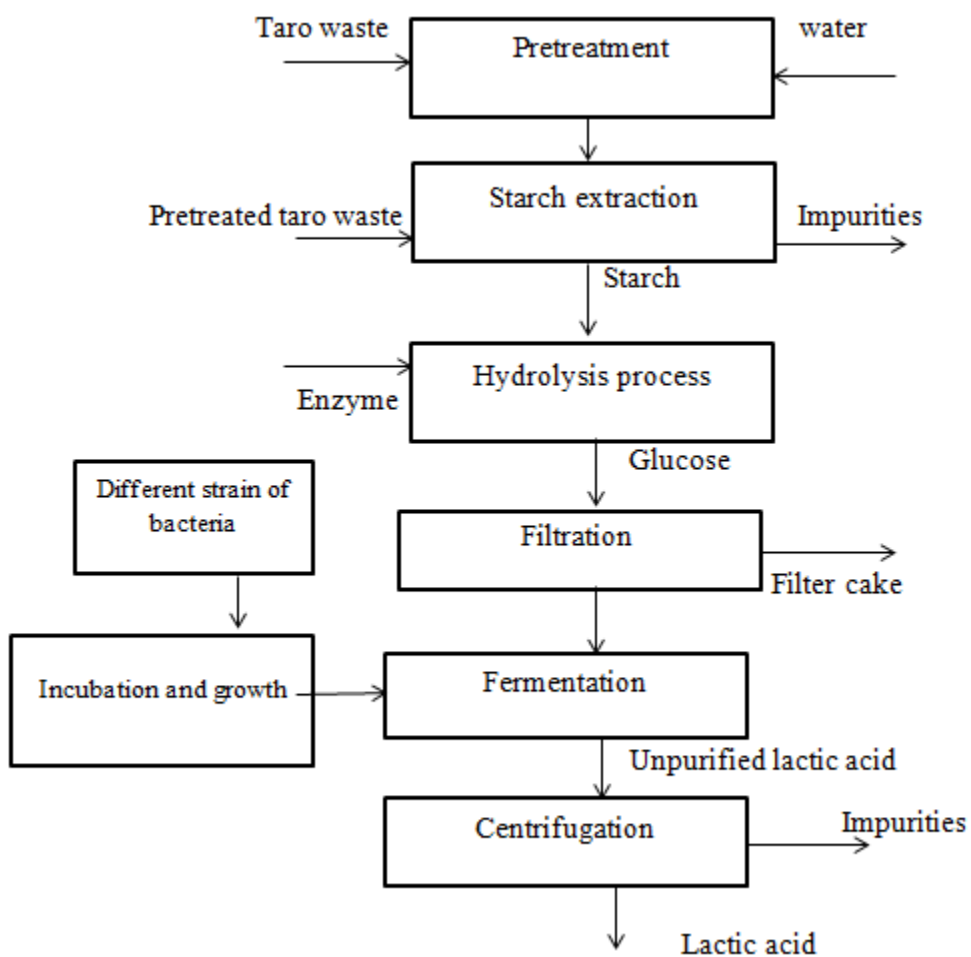 Taro waste
Pretreatment
water
Pretreated taro waste
Starch extraction
Impurities
Starch
Enzyme
Hydrolysis process
Glucose
Different strain of
bacteria
Filtration
Filter cake
Incubation and growth
Fermentation
Unpurified lactic acid
Centrifugation
Impurities
Lactic acid